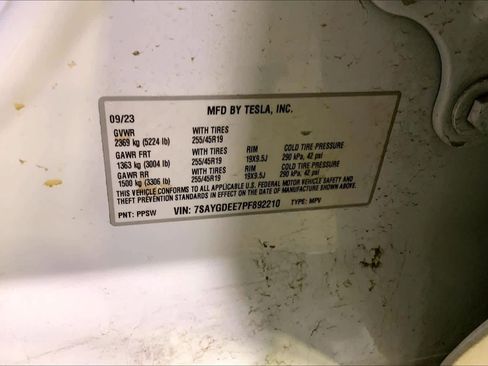 MFD BY TESLA, INC.
09/23
GVWR WITH TIRES
2369 kg (5224 lb) 255/45R19
GAWR FRT WITH TIRES RIM COLD TIRE PRESSURE
1363 kg (3004 lb) 255/45R19 19X9.5J 290 kPa, 42 psi
GAWR RR WITH TIRES RIM COLD TIRE PRESSURE
1500 kg (3306 lb) 255/45R19 19X9.5J 290 kPa, 42 psi
THIS VEHICLE CONFORMS TO ALL APPLICABLE U.S. FEDERAL MOTOR VEHICLE SAFETY AND
THEFT PREVENTION STANDARDS IN EFFECT ON THE DATE OF MANUFACTURE SHOWN ABOVE.
PNT: PPSW VIN: 7SAYGDEE7PF892210 TYPE: MPV